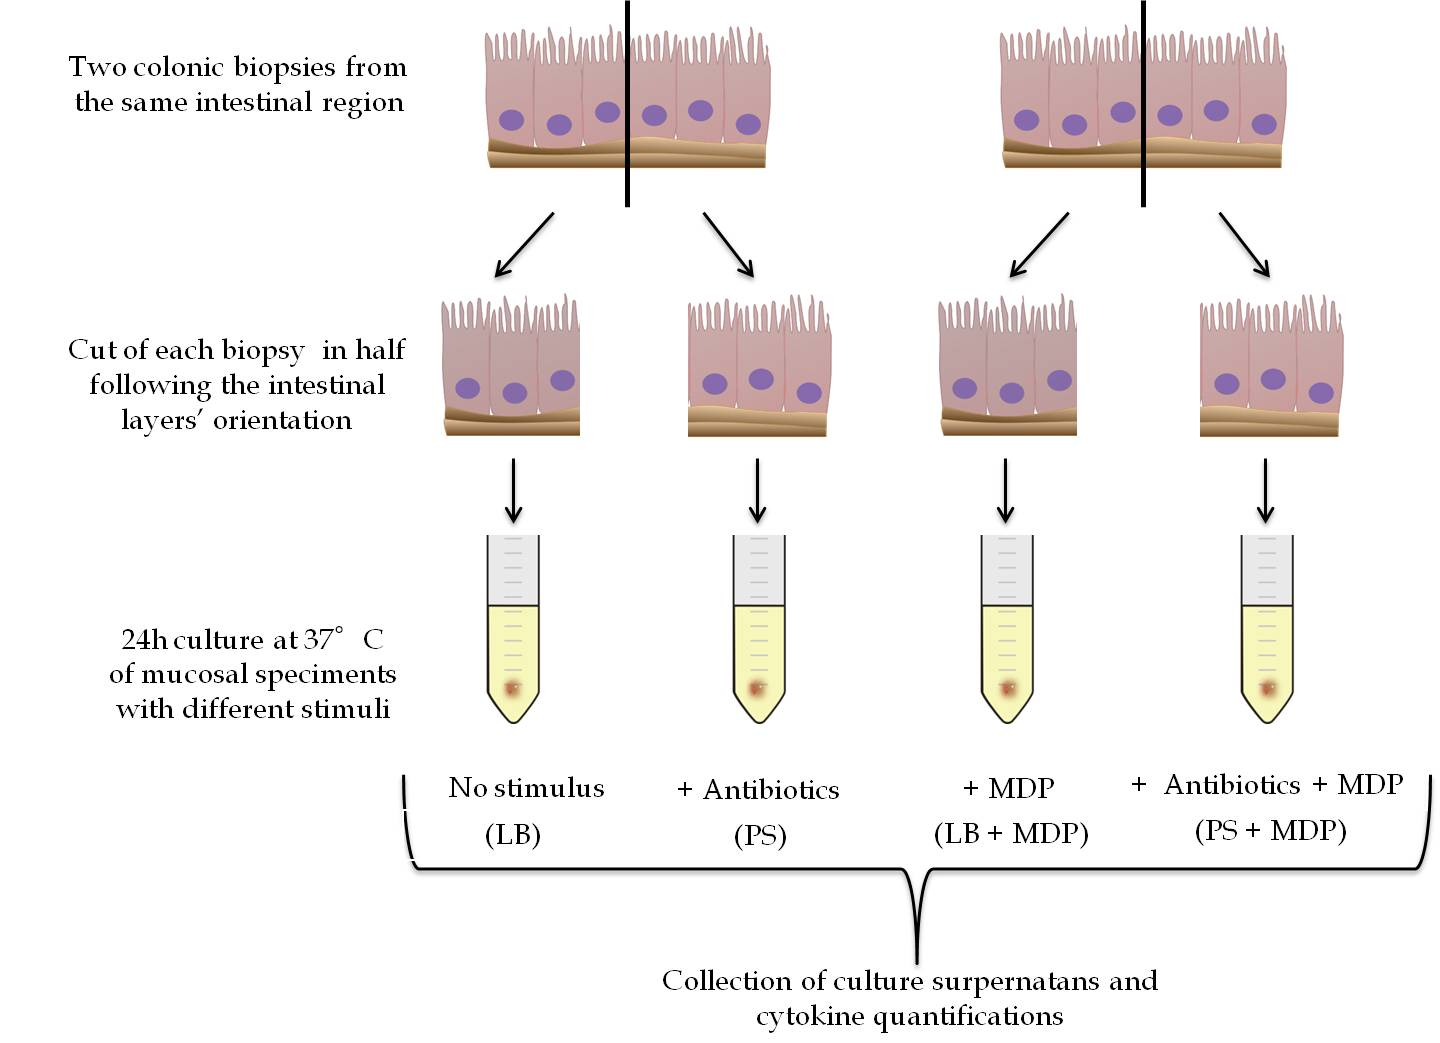 Two colonic biopsies from
the same intestinal region
Cut of each biopsy in half
following the intestinal
layers’ orientation
24h culture at 37° C
of mucosal speciments
with different stimuli
No stimulus
(LB)
+ Antibiotics
(PS)
+ MDP
(LB + MDP)
+ Antibiotics + MDP
(PS + MDP)
Collection of culture surpernatans and
cytokine quantifications